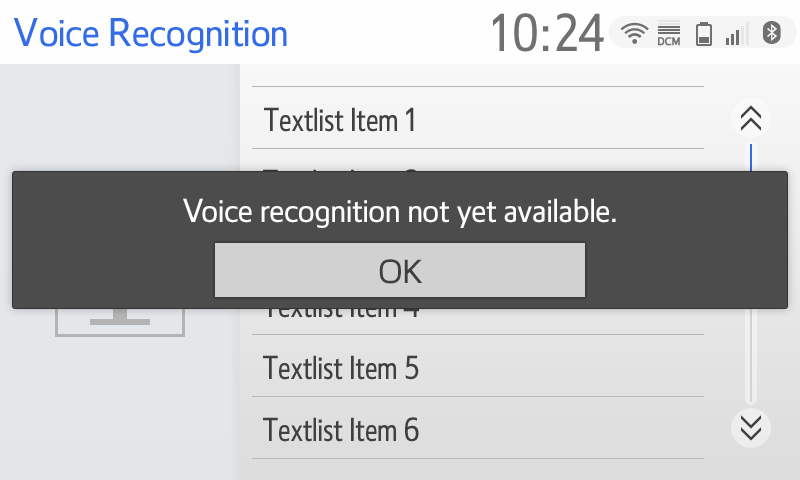 Voice Recognition
10:24
DCM
Textlist Item 1
Voice recognition not yet available.
OK
Textlist Item 4
Textlist Item 5
Textlist Item 6